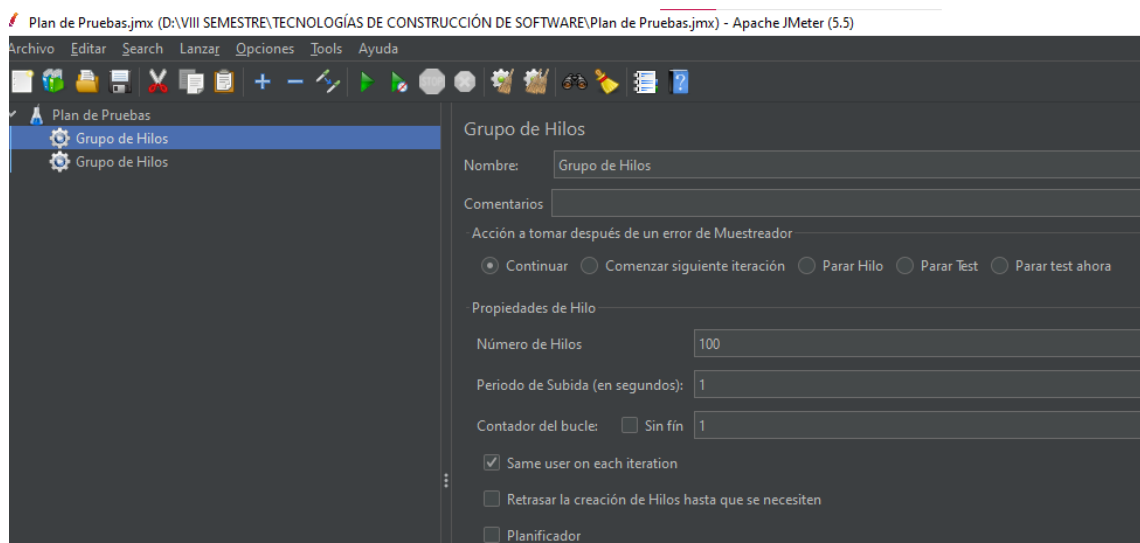 Plan de Pruebas.jmx (D:\VIII SEMESTRE\TECNOLOGÍAS DE CONSTRUCCIÓN DE SOFTWARE\Plan de Pruebas.jmx) - Apache JMeter (5.5)
Archivo Editar Search Lanzar Opciones Tools Ayuda
Plan de Pruebas
Grupo de Hilos
Grupo de Hilos
Grupo de Hilos
Nombre: Grupo de Hilos
Comentarios
Acción a tomar después de un error de Muestreador
Continuar Comenzar siguiente iteración Parar Hilo Parar Test Parar test ahora
Propiedades de Hilo
Número de Hilos 100
Periodo de Subida (en segundos): 1
Contador del bucle: Sin fín 1
Same user on each iteration
Retrasar la creación de Hilos hasta que se necesiten
Planificador